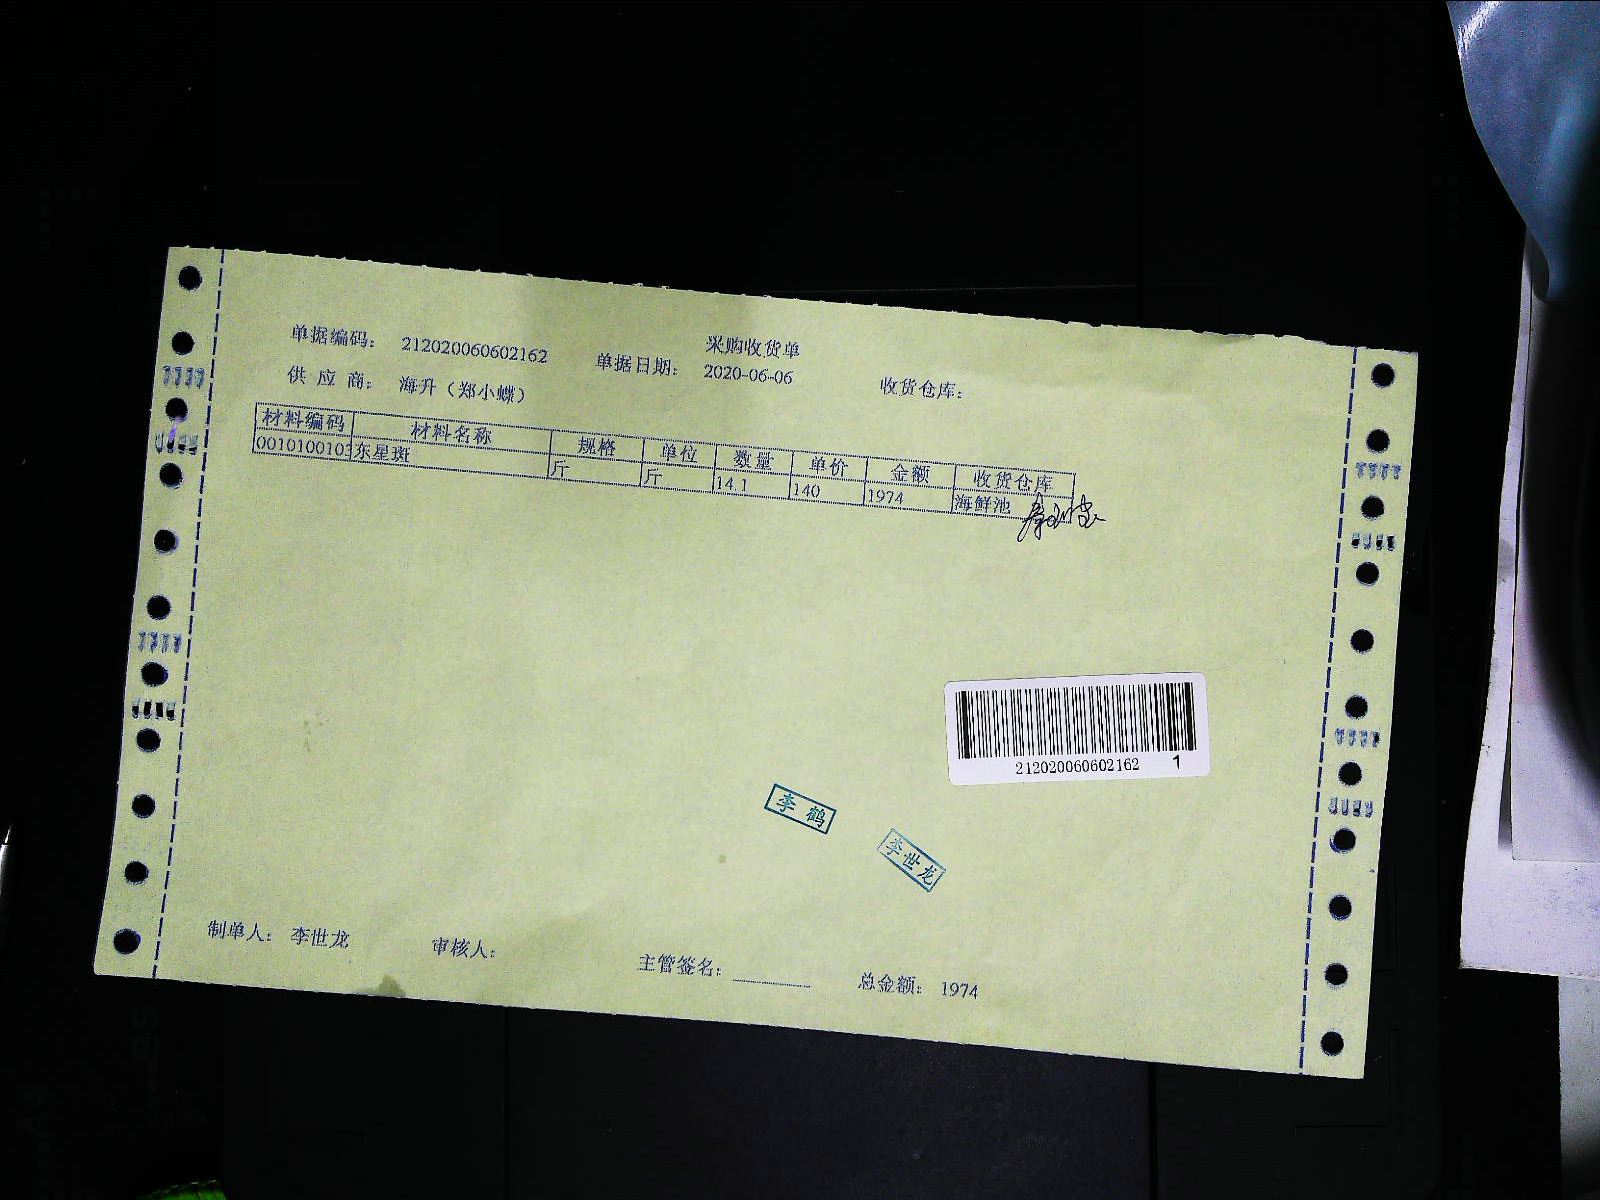 采购收货单
单据编码： 212020060602162 单据日期： 2020-06-06 收货仓库：
供 应 商： 海升（郑小蝶）
材料编码 材料名称 规格 单位 数量 单价 金额 收货仓库
0010100103 东星斑 斤 斤 14.1 140 1974 海鲜池
212020060602162 1
李鹤
李世龙
制单人： 李世龙 审核人： 主管签名： 总金额： 1974